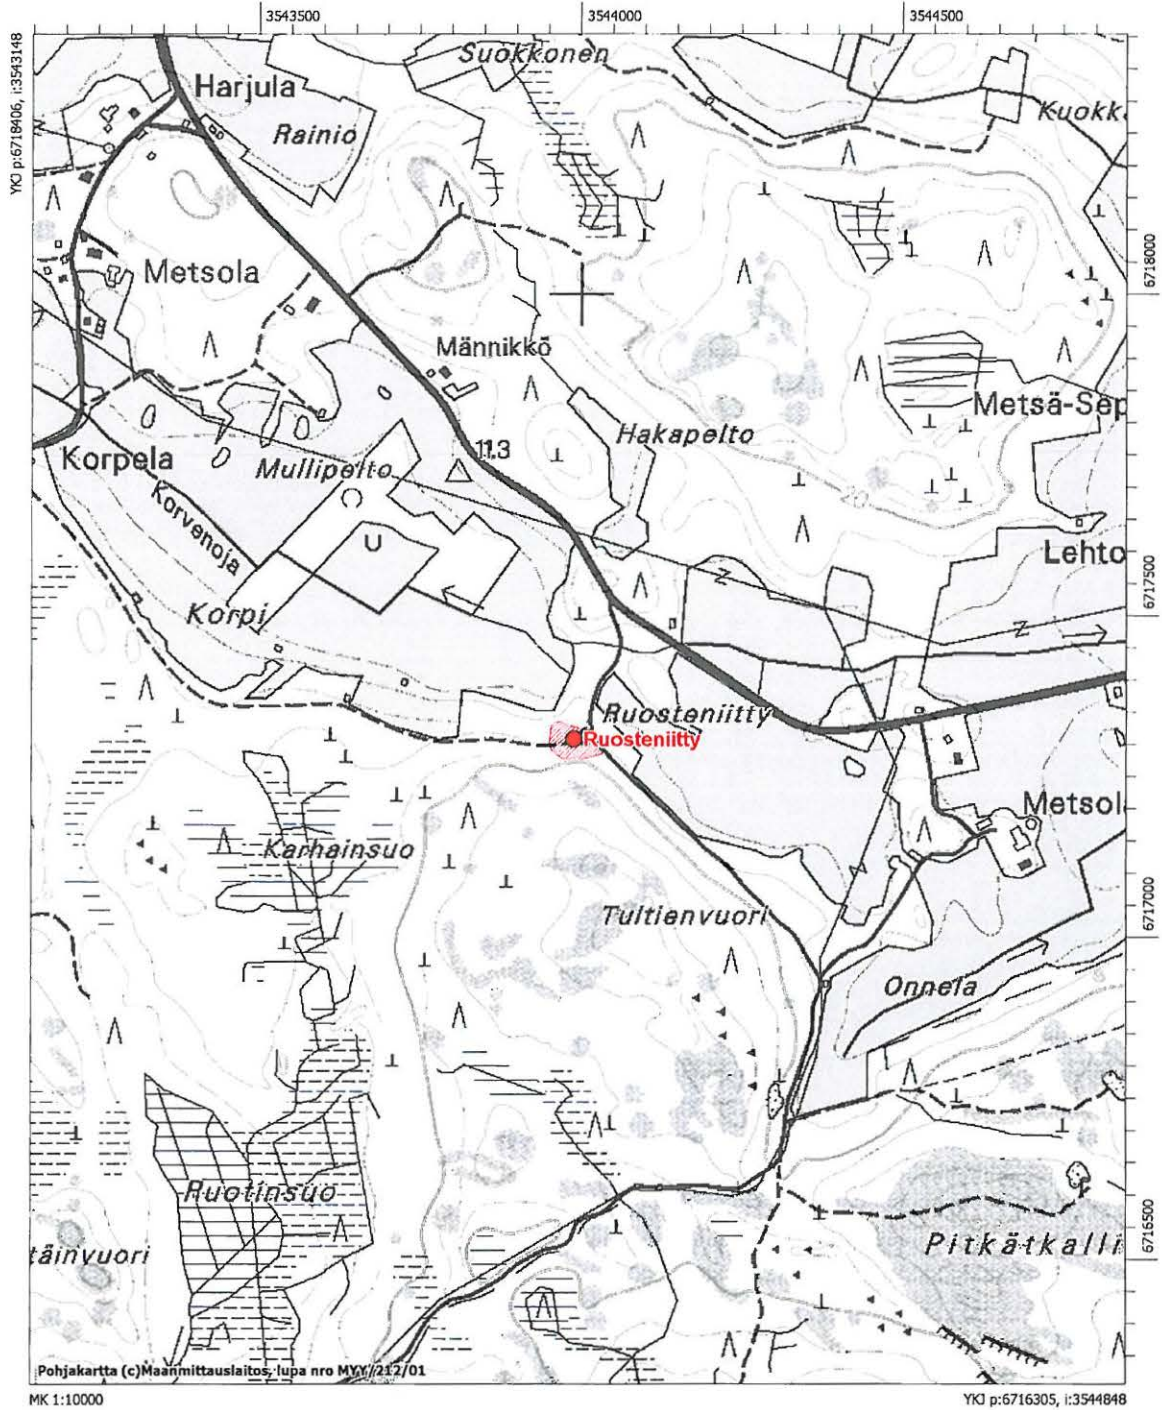 3543500
3544000
3544500
YKJ p:6718406, i:3543148
Suokkonen
Harjula
Rainio
Kuokk
Metsola
6718000
Männikkö
Metsä-Sep
Hakapelto
11.3
Korpela
Mullipelto
20
Korvenoja
U
Lehto
Z
6717500
Korpi
Z
Ruosteniitty
Ruosteniitty
Metsol
Karhainsuo
Z
Tultienvuori
6717000
Onnela
Ruotinsuo
6716500
täinvuori
Pitkätkalli
Pohjakartta (c)Maanmittauslaitos, lupa nro MYY/212/01
MK 1:10000
YKJ p:6716305, i:3544848